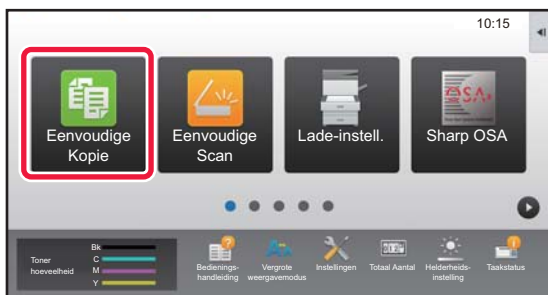 10:15
Eenvoudige
Kopie
Eenvoudige
Scan
Lade-instell.
OSA
Sharp OSA
Toner
hoeveelheid
Bk
C
M
Y
Bedienings-
handleiding
Vergrote
weergavemodus
Instellingen
Totaal Aantal
Helderheids-
instelling
Taakstatus